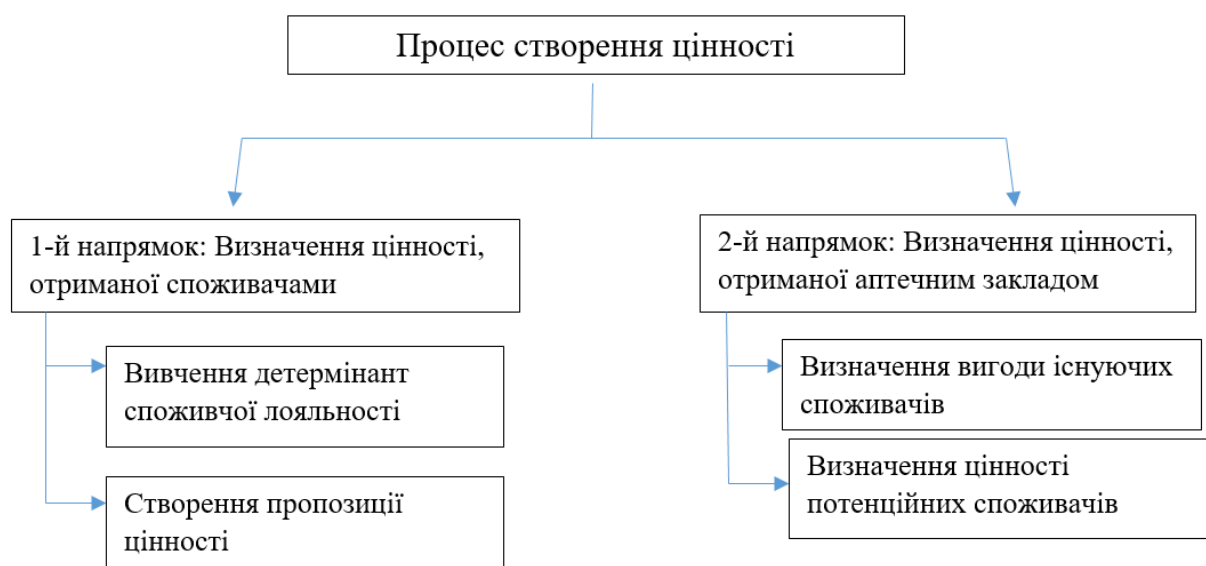 Процес створення цінності
1-й напрямок: Визначення цінності,
отриманої споживачами
2-й напрямок: Визначення цінності,
отриманої аптечним закладом
Вивчення детермінант
споживчої лояльності
Створення пропозиції
цінності
Визначення вигоди існуючих
споживачів
Визначення цінності
потенційних споживачів